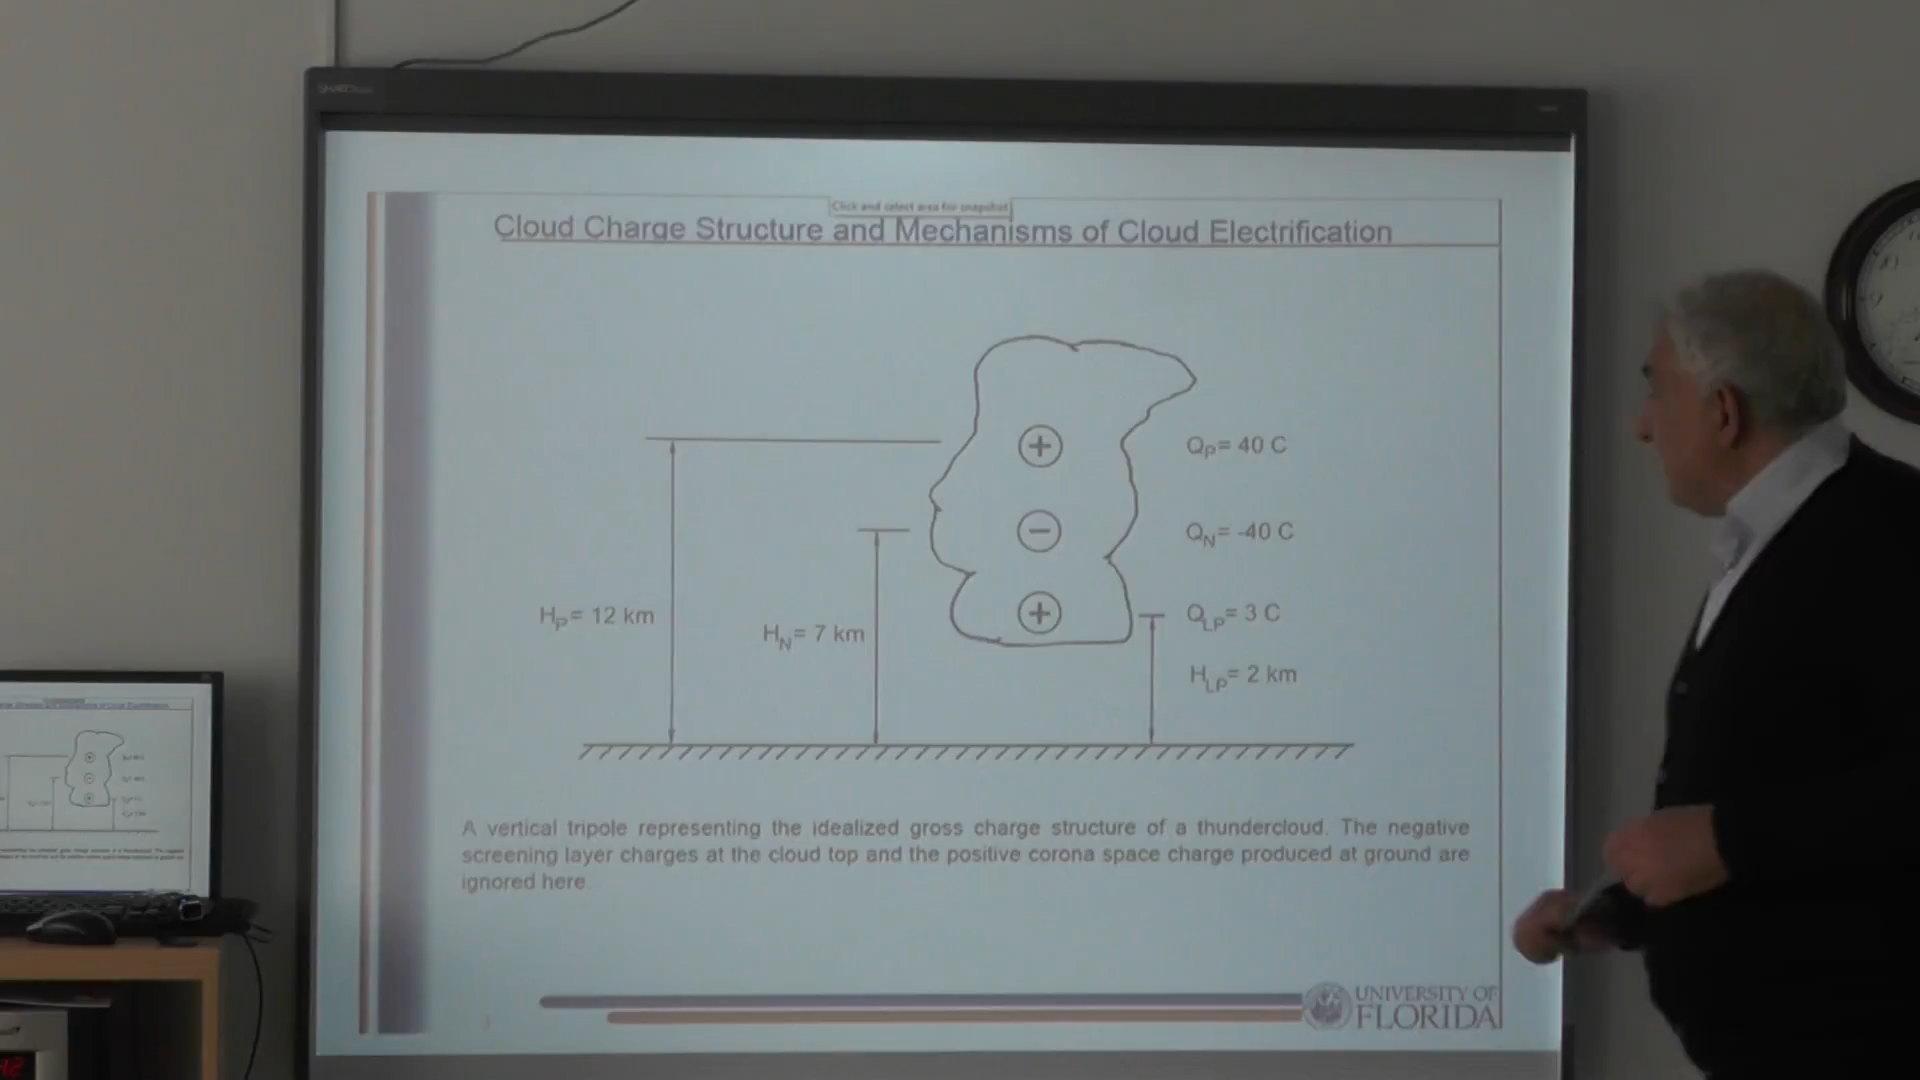 Click and select area for snapshot
Cloud Charge Structure and Mechanisms of Cloud Electrification
+
QP= 40 C
−
QN= -40 C
HP= 12 km
HN= 7 km
+
QLP= 3 C
HLP= 2 km
A vertical tripole representing the idealized gross charge structure of a thundercloud. The negative
screening layer charges at the cloud top and the positive corona space charge produced at ground are
ignored here.
UNIVERSITY OF
FLORIDA